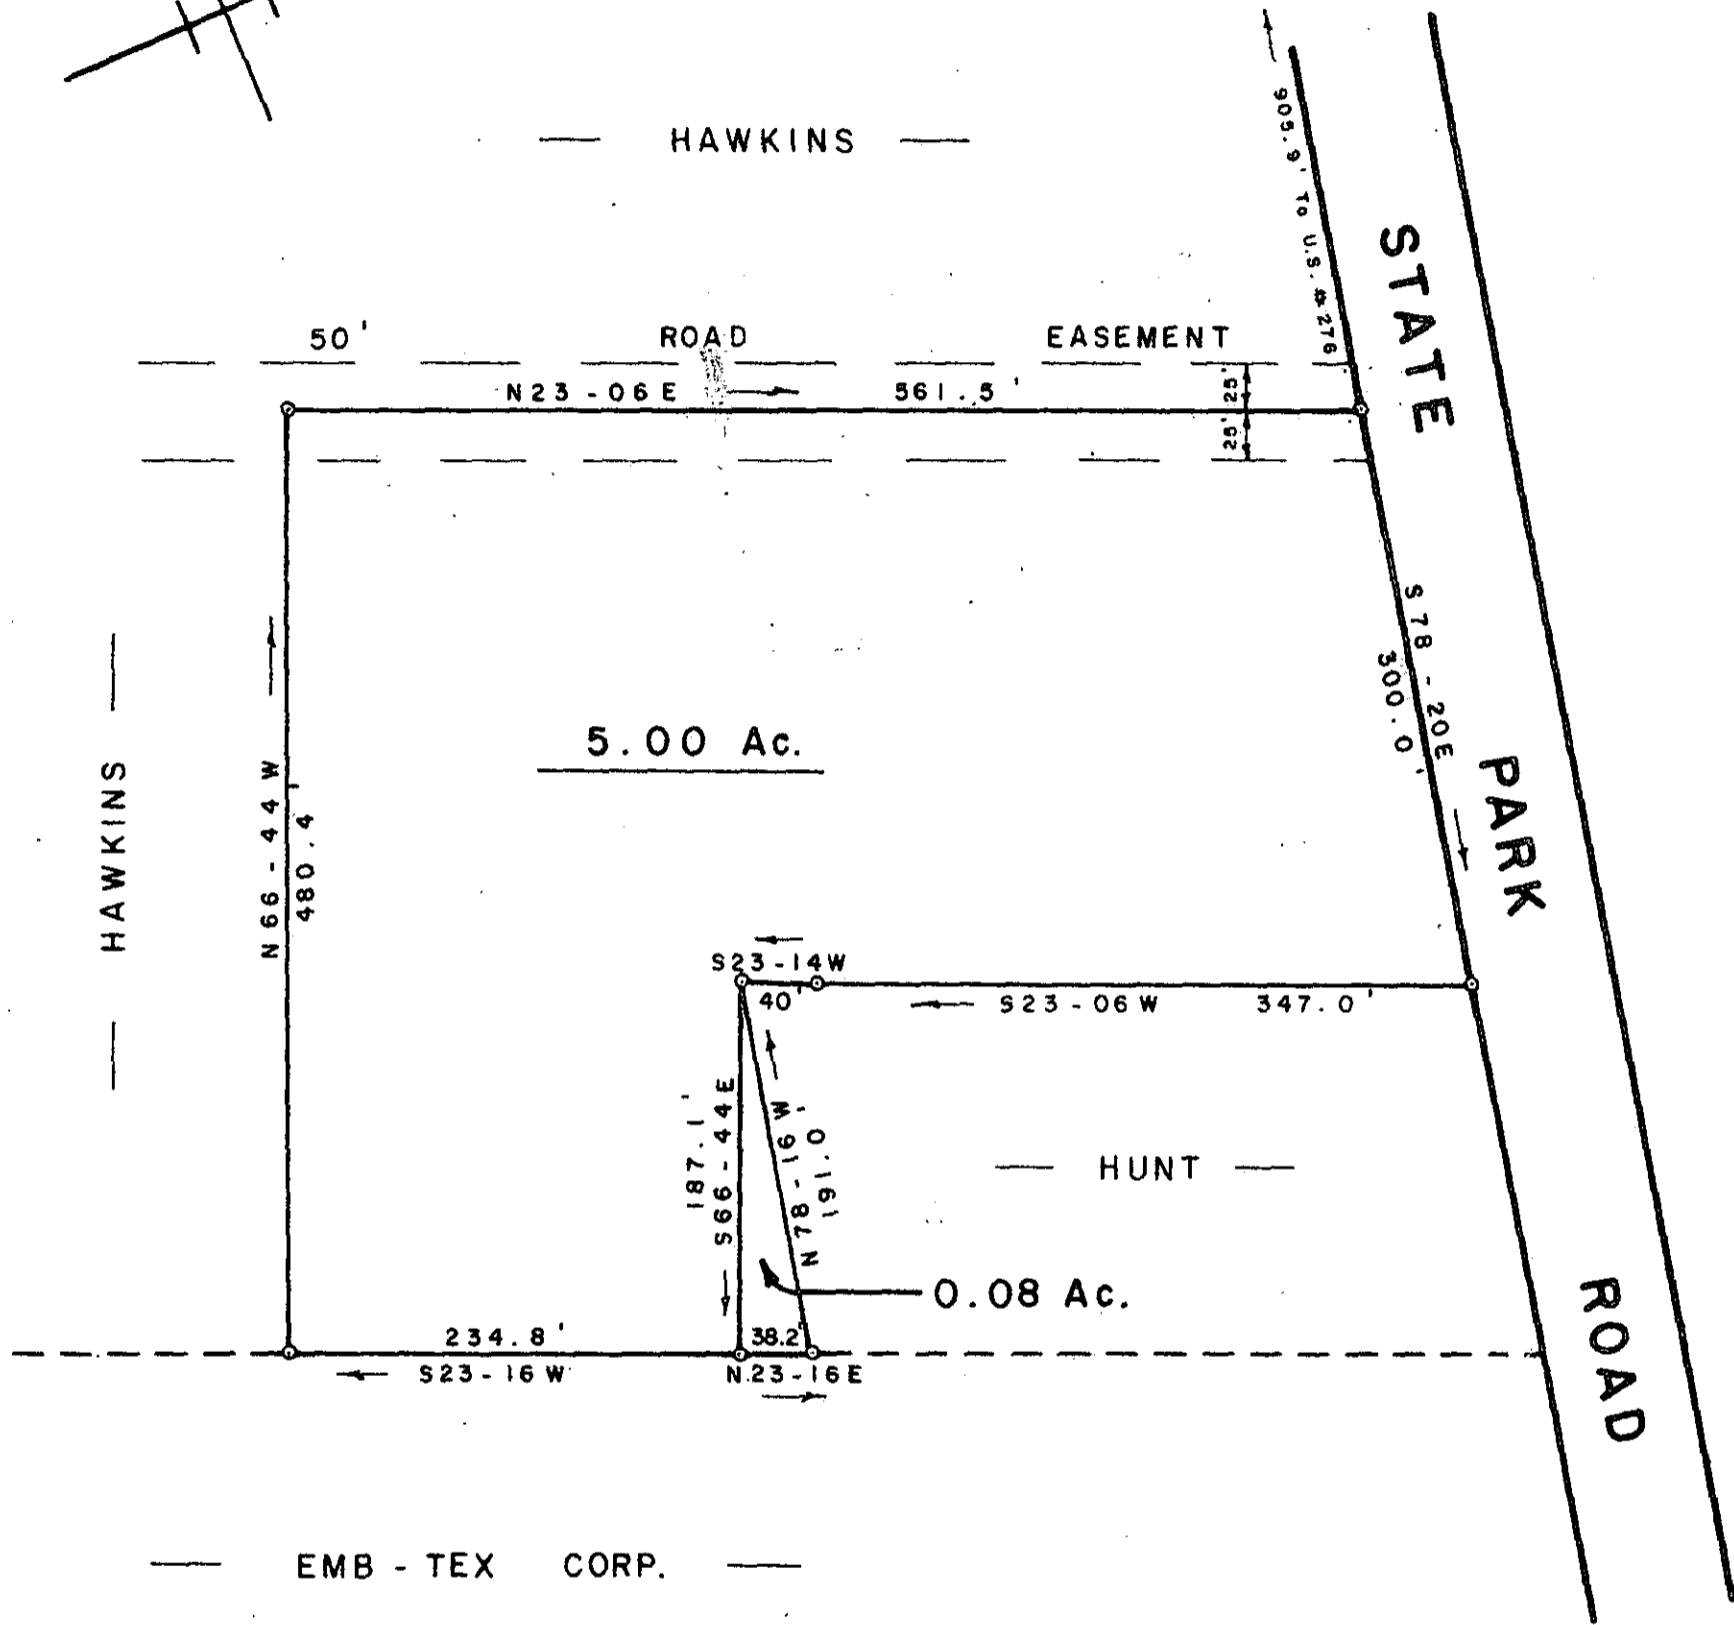 HAWKINS
905.9' To U.S. #276
STATE
PARK
ROAD
50' ROAD EASEMENT
N23-06E 561.5'
25'
25'
S78-20E
300.0'
HAWKINS
N66-44W
480.4'
5.00 Ac.
S23-14W
40'
S23-06W 347.0'
187.1'
S66-44E
N78-16W
191.0'
HUNT
0.08 Ac.
234.8'
S23-16W
38.2'
N.23-16E
EMB-TEX CORP.